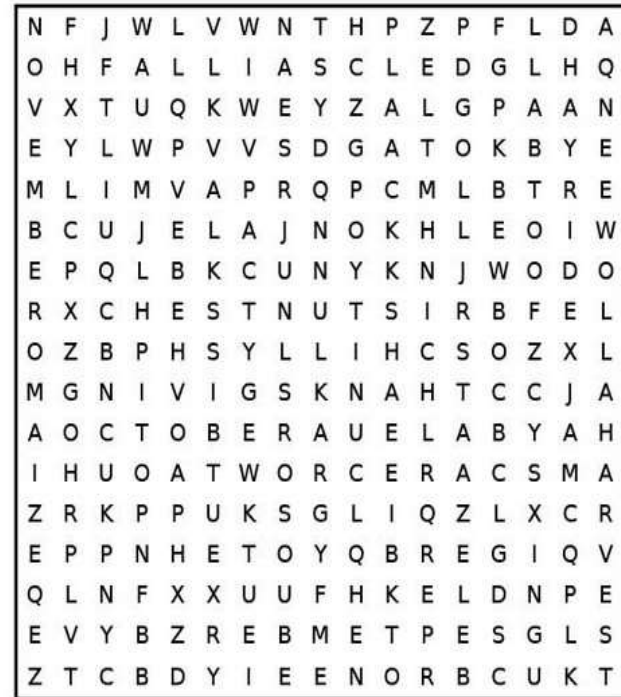 N F J W L V W N T H P Z P F L D A
O H F A L L I A S C L E D G L H Q
V X T U Q K W E Y Z A L G P A A N
E Y L W P V V S D G A T O K B Y E
M L I M V A P R Q P C M L B T R E
B C U J E L A J N O K H L E O I W
E P Q L B K C U N Y K N J W O D O
R X C H E S T N U T S I R B F E L
O Z B P H S Y L L I H C S O Z X L
M G N I V I G S K N A H T C C J A
A O C T O B E R A U E L A B Y A H
I H U O A T W O R C E R A C S M A
Z R K P P U K S G L I Q Z L X C R
E P P N H E T O Y Q B R E G I Q V
Q L N F X X U U F H K E L D N P E
E V Y B Z R E B M E T P E S G L S
Z T C B D Y I E E N O R B C U K T